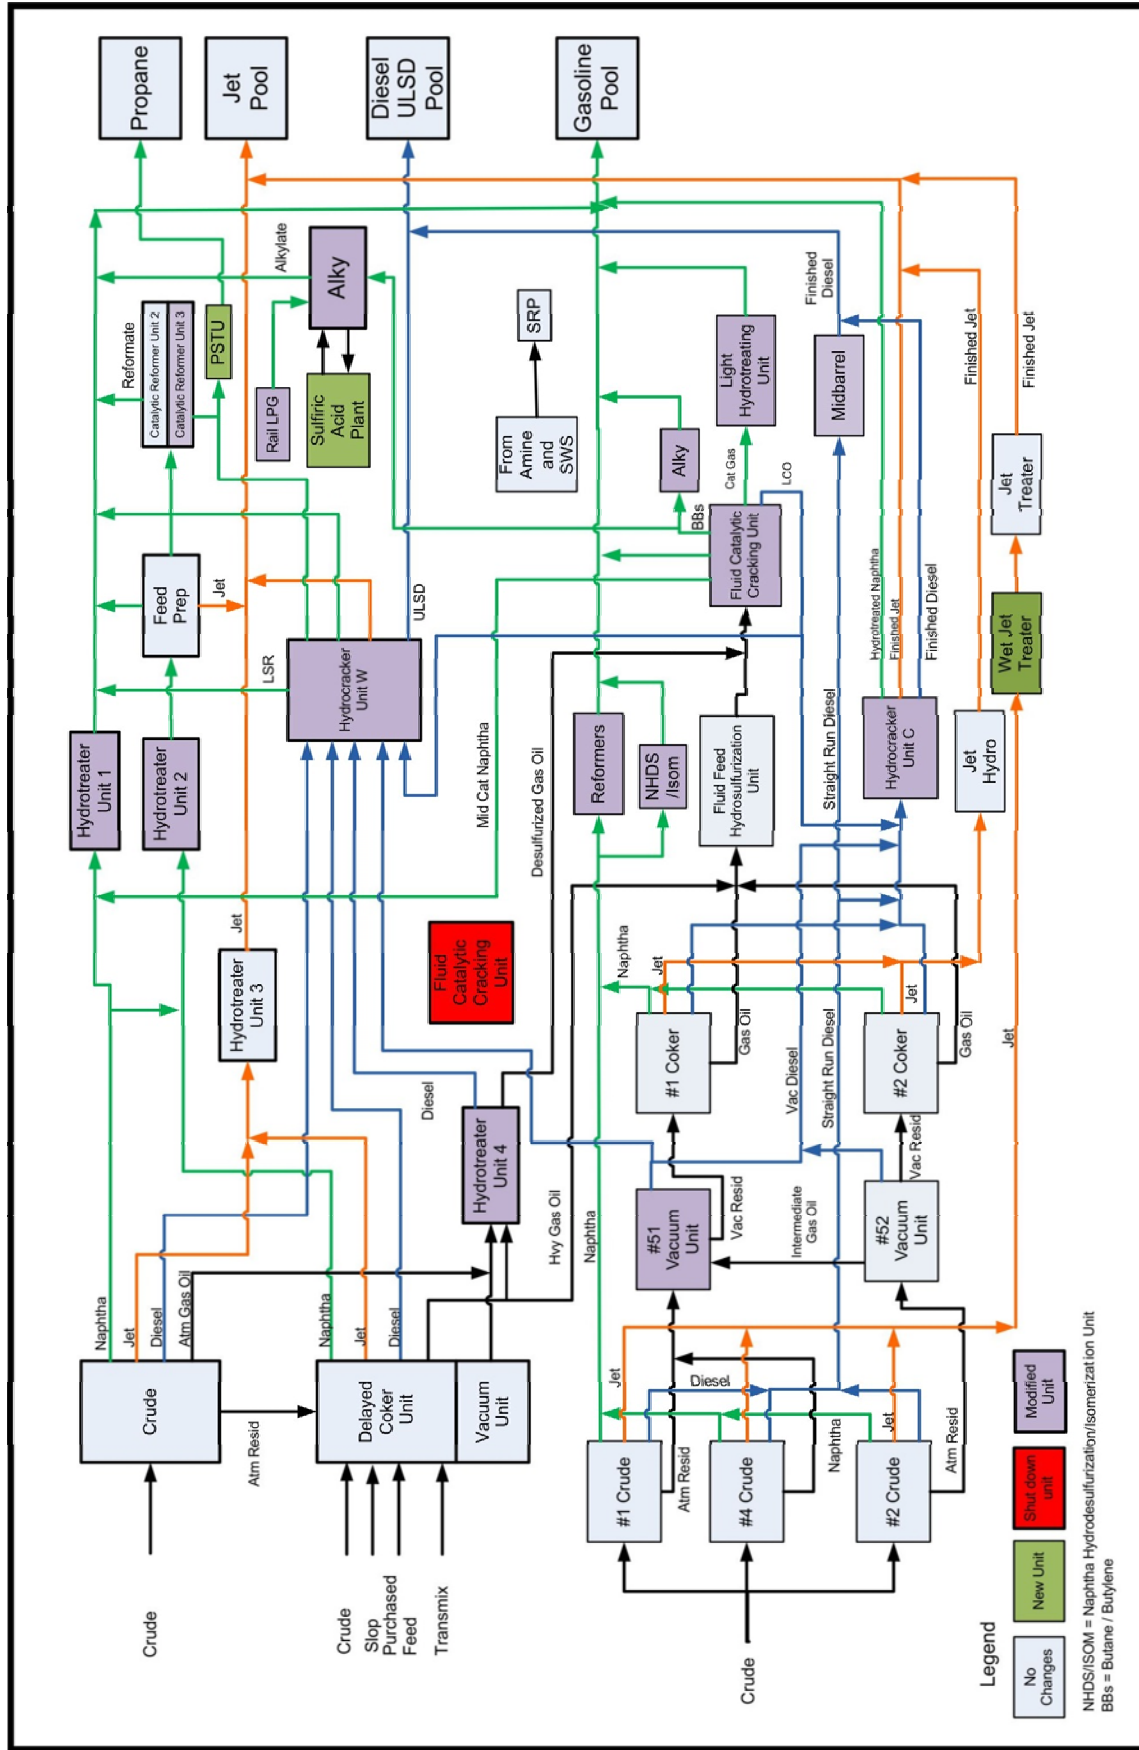 Propane
Jet
Pool
Diesel
ULSD
Pool
Gasoline
Pool
Reformate
Catalytic Reformer Unit 2
Catalytic Reformer Unit 3
PSTU
Alkylate
Alky
Rail LPG
Sulfiric
Acid
Plant
SRP
From
Amine
and
SWS
Feed
Prep
Jet
LSR
Hydrocracker
Unit W
ULSD
Hydrotreater
Unit 1
Hydrotreater
Unit 2
Jet
Hydrotreater
Unit 3
Fluid
Catalytic
Cracking
Unit
Mid Cat Naphtha
Desulfurized Gas Oil
Diesel
Hydrotreater
Unit 4
Hvy Gas Oil
Naphtha
Jet
Diesel
Atm Gas Oil
Crude
Crude
Atm Resid
Naphtha
Jet
Diesel
Delayed
Coker
Unit
Vacuum
Unit
Crude
Slop
Purchased
Feed
Transmix
Light
Hydrotreating
Unit
Alky
Cat Gas
BBs
LCO
Fluid Catalytic
Cracking Unit
Finished
Diesel
Midbarrel
Finished Jet
Finished Jet
Jet
Treater
Wet Jet
Treater
Hydrotreated Naphtha
Finished Jet
Finished Diesel
Reformers
NHDS
/Isom
Fluid Feed
Hydrosulfurization
Unit
Straight Run Diesel
Hydrocracker
Unit C
Jet
Hydro
Naphtha
Jet
#1 Coker
Gas Oil
Vac Diesel
Straight Run Diesel
Jet
#2 Coker
Gas Oil
Jet
Naphtha
#51
Vacuum
Unit
Vac Resid
Intermediate
Gas Oil
#52
Vacuum
Unit
Vac Resid
Jet
Diesel
#1 Crude
Atm Resid
#4 Crude
Naphtha
Jet
#2 Crude
Atm Resid
Crude
Legend
No
Changes
New Unit
Shut down
unit
Modified
Unit
NHDS/ISOM = Naphtha Hydrodesulfurization/Isomerization Unit
BBs = Butane / Butylene